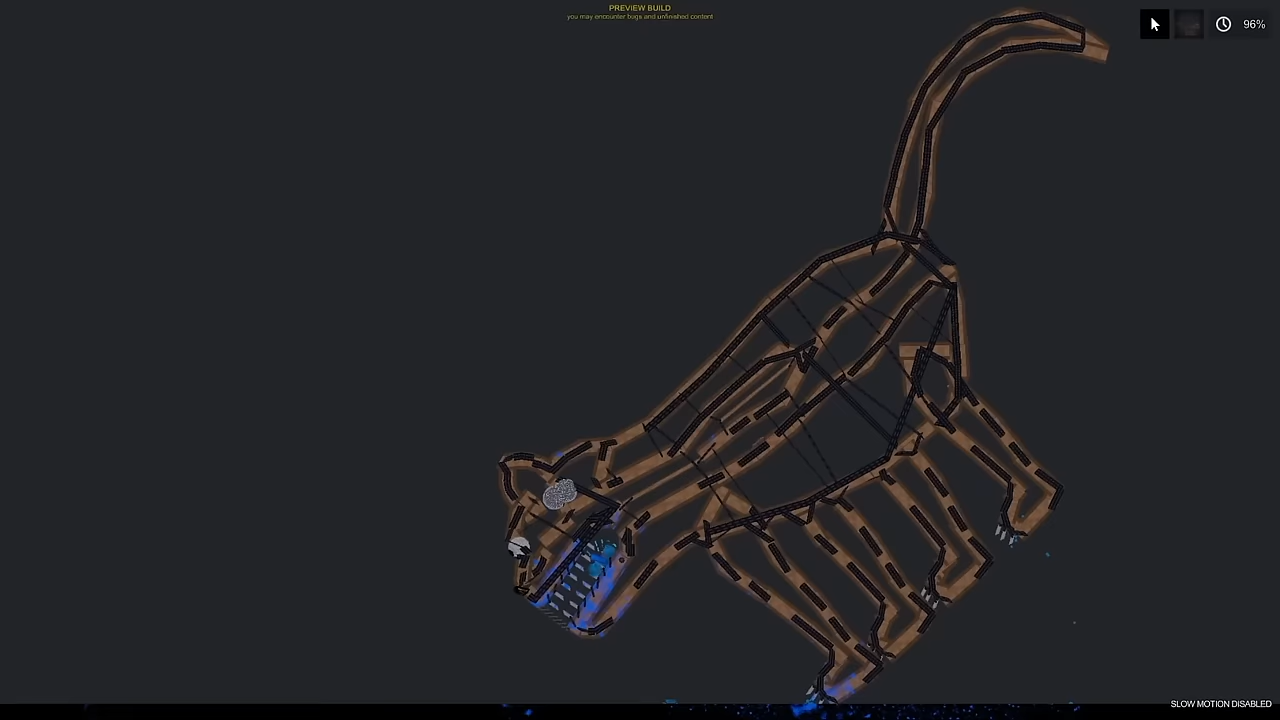 PREVIEW BUILD
you may encounter bugs and unfinished content
96%
SLOW MOTION DISABLED